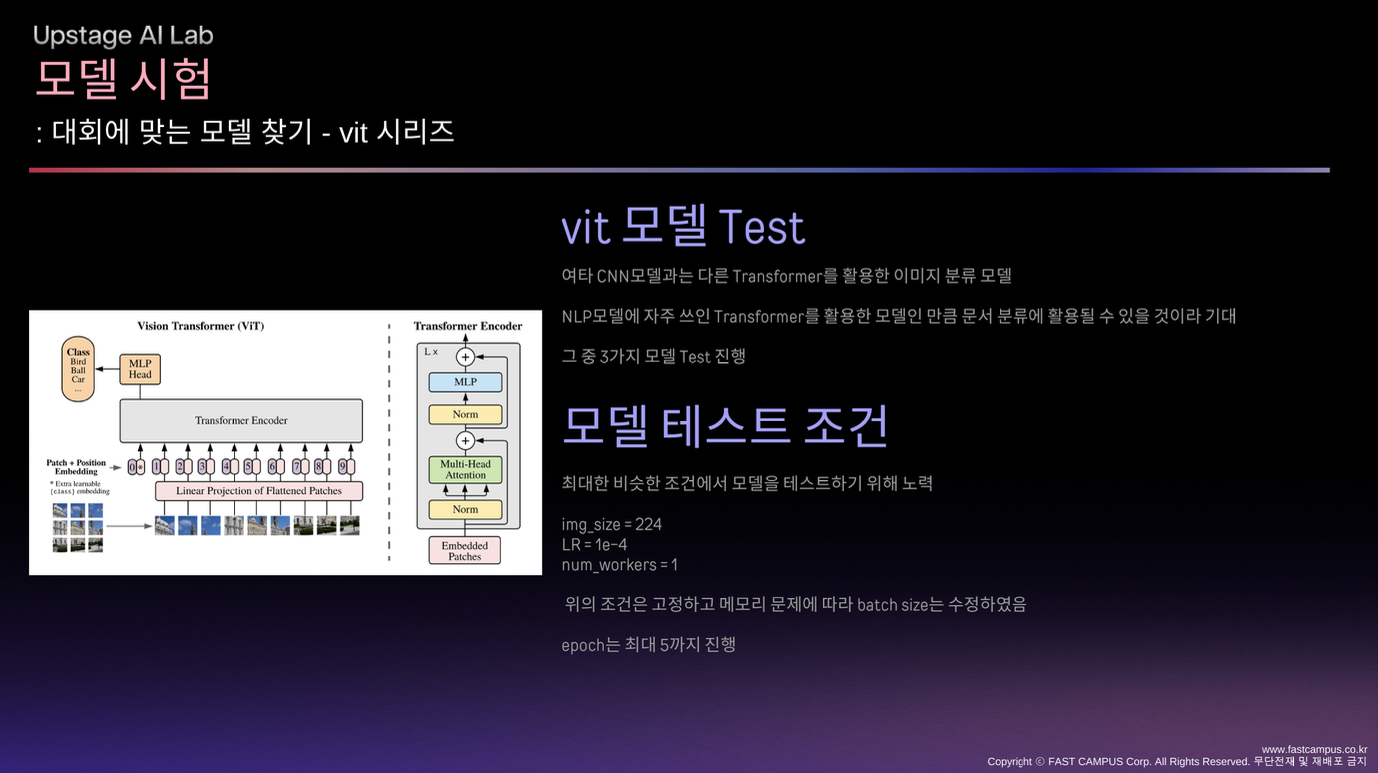 Upstage AI Lab
모델 시험
: 대회에 맞는 모델 찾기 - vit 시리즈
Vision Transformer (ViT)
Class
Bird
Ball
Car
...
MLP
Head
Transformer Encoder
Patch + Position
Embedding
0 * 1 2 3 4 5 6 7 8 9
* Extra learnable
[class] embedding
Linear Projection of Flattened Patches
Transformer Encoder
L x
+
MLP
Norm
+
Multi-Head
Attention
Norm
Embedded
Patches
vit 모델 Test
여타 CNN모델과는 다른 Transformer를 활용한 이미지 분류 모델
NLP모델에 자주 쓰인 Transformer를 활용한 모델인 만큼 문서 분류에 활용될 수 있을 것이라 기대
그 중 3가지 모델 Test 진행
모델 테스트 조건
최대한 비슷한 조건에서 모델을 테스트하기 위해 노력
img_size = 224
LR = 1e-4
num_workers = 1
위의 조건은 고정하고 메모리 문제에 따라 batch size는 수정하였음
epoch는 최대 5까지 진행
www.fastcampus.co.kr
Copyright ⓒ FAST CAMPUS Corp. All Rights Reserved. 무단전재 및 재배포 금지